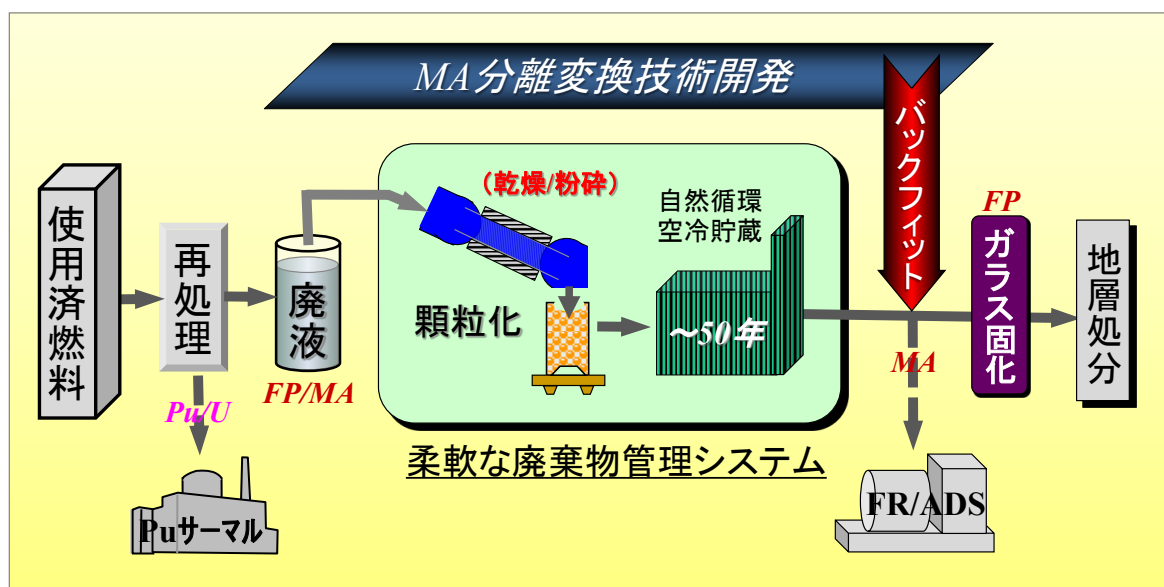 MA分離変換技術開発
バックフィット
使用済燃料
再処理
廃液
FP/MA
Pu/U
Puサーマル
(乾燥/粉砕)
顆粒化
自然循環
空冷貯蔵
～50年
柔軟な廃棄物管理システム
MA
FR/ADS
FP
ガラス固化
地層処分